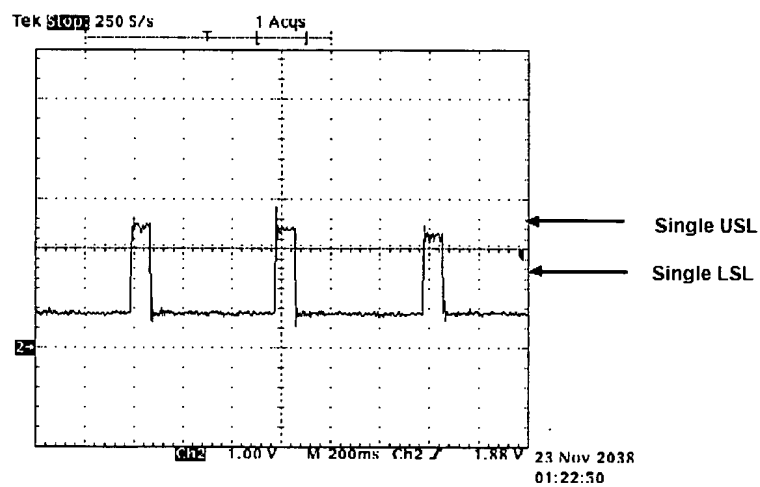 Tek Stop: 250 S/s 1 Acqs
T
Single USL
Single LSL
2→
Ch2 1.00 V M 200ms Ch2 1.88 V
23 Nov 2038
01:22:50